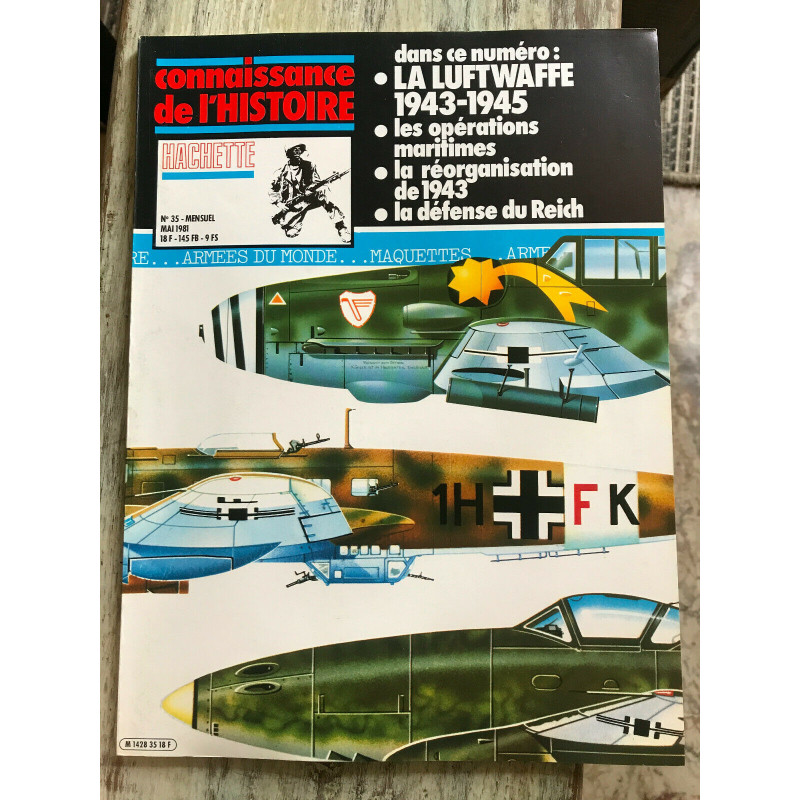 connaissance
de l'HISTOIRE
HACHETTE
N° 35 - MENSUEL
MAI 1981
18 F - 145 FB - 9 FS
dans ce numéro :
• LA LUFTWAFFE
1943-1945
• les opérations
maritimes
• la réorganisation
de 1943
• la défense du Reich
RE...ARMEES DU MONDE...MAQUETTES...ARME
1H FK
M 1428 35 18 F